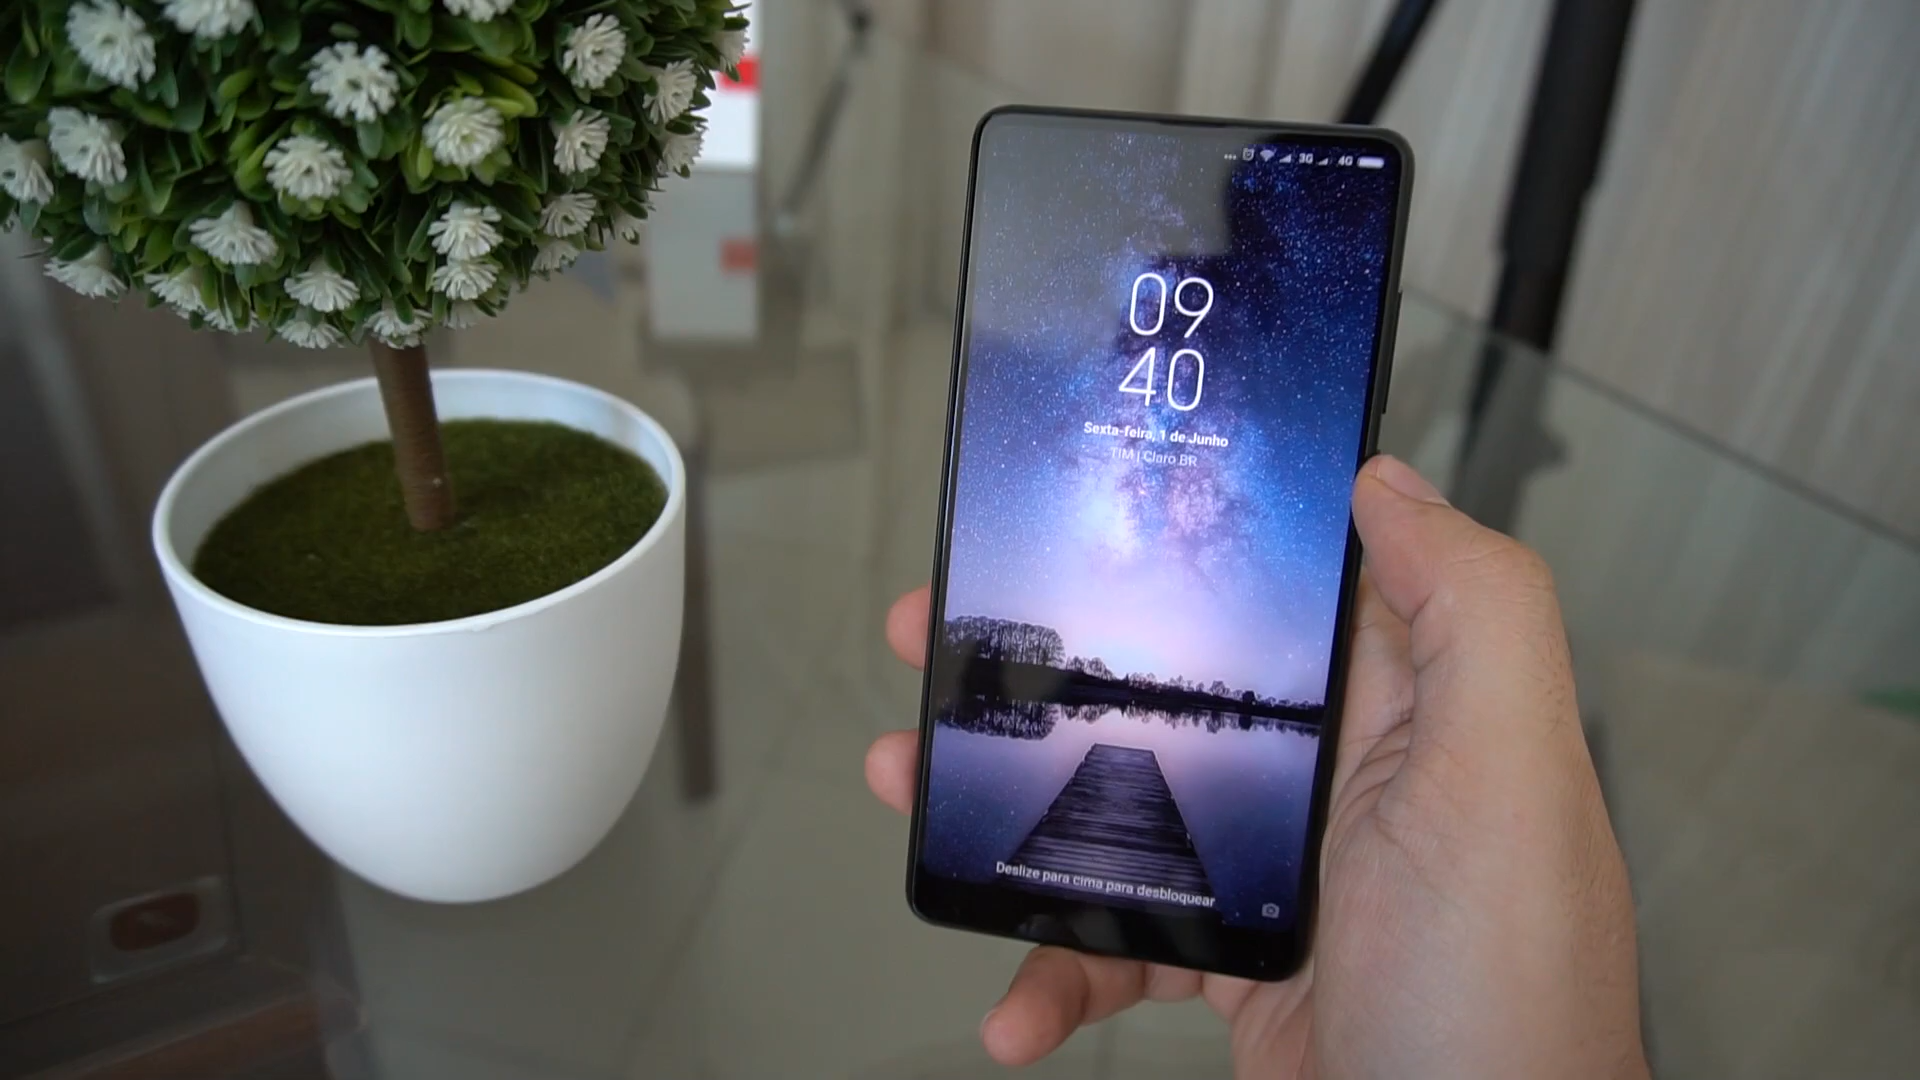 3G 4G
09
40
Sexta-feira, 1 de Junho
TIM | Claro BR
Deslize para cima para desbloquear